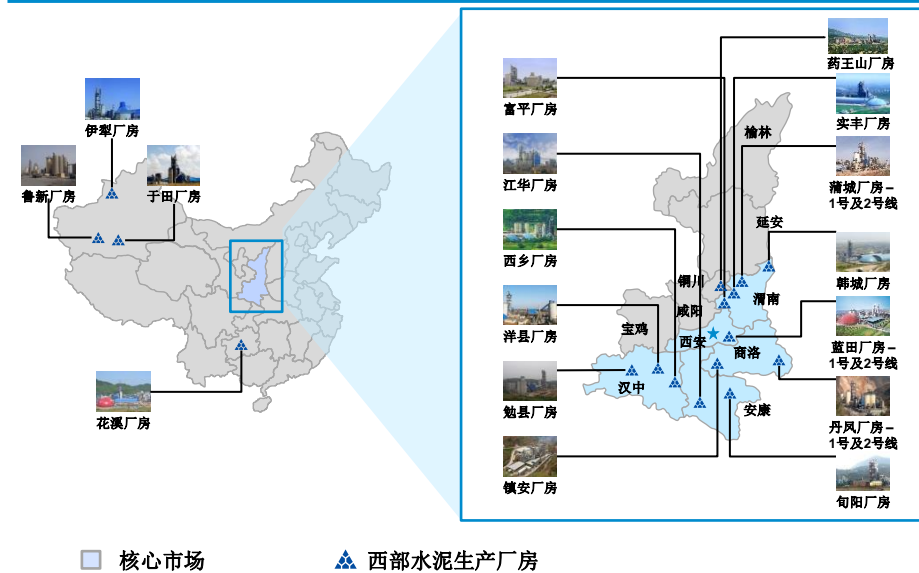 伊犁厂房
鲁新厂房
于田厂房
花溪厂房
富平厂房
江华厂房
西乡厂房
洋县厂房
勉县厂房
镇安厂房
榆林
延安
铜川
渭南
咸阳
宝鸡
西安
商洛
汉中
安康
药王山厂房
实丰厂房
蒲城厂房–
1号及2号线
韩城厂房
蓝田厂房–
1号及2号线
丹凤厂房–
1号及2号线
旬阳厂房
核心市场
西部水泥生产厂房